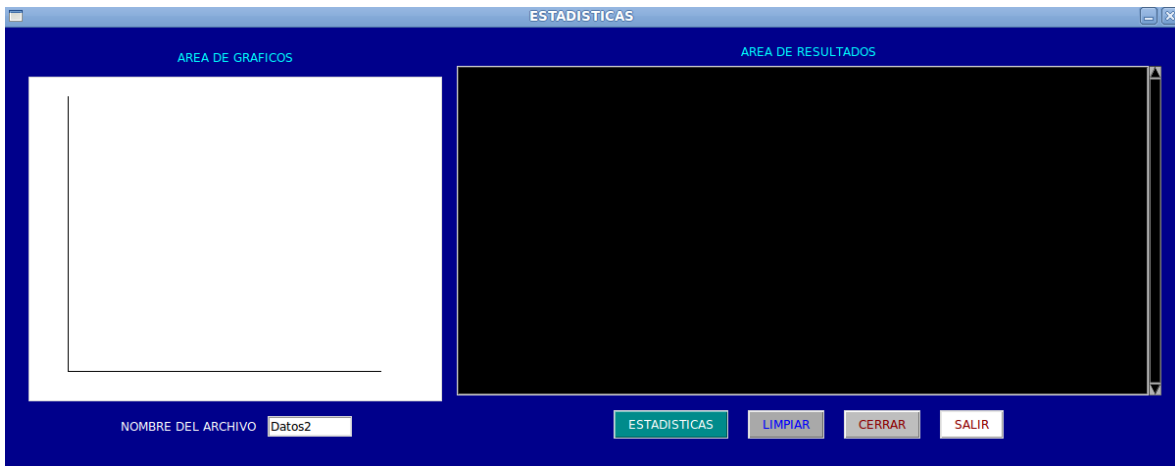 ESTADISTICAS
AREA DE GRAFICOS
AREA DE RESULTADOS
NOMBRE DEL ARCHIVO Datos2
ESTADISTICAS LIMPIAR CERRAR SALIR